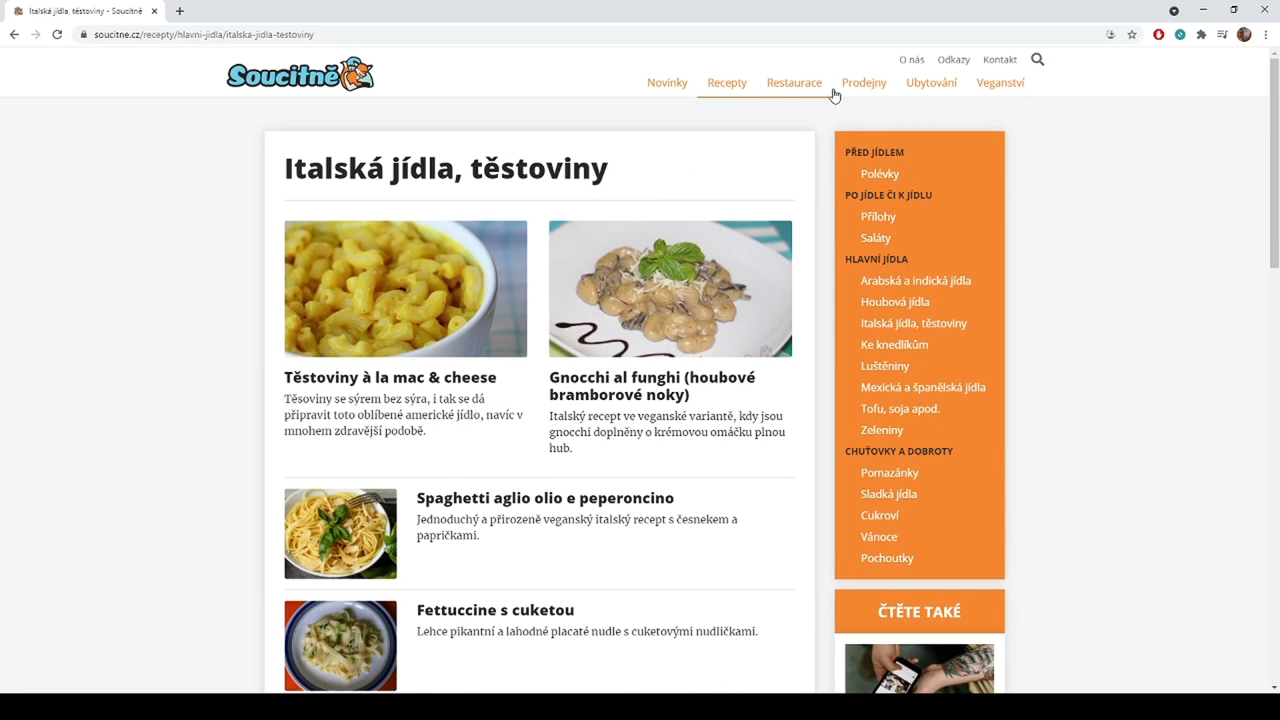 Italská jídla, těstoviny - Soucitně
soucitne.cz/recepty/hlavni-jidla/italska-jidla-testoviny
Soucitně
O nás Odkazy Kontakt
Novinky Recepty Restaurace Prodejny Ubytování Veganství
Italská jídla, těstoviny
Těstoviny à la mac & cheese
Těsoviny se sýrem bez sýra, i tak se dá
připravit toto oblíbené americké jídlo, navíc v
mnohem zdravější podobě.
Gnocchi al funghi (houbové
bramborové noky)
Italský recept ve veganské variantě, kdy jsou
gnocchi doplněny o krémovou omáčku plnou
hub.
Spaghetti aglio olio e peperoncino
Jednoduchý a přirozeně veganský italský recept s česnekem a
papričkami.
Fettuccine s cuketou
Lehce pikantní a lahodné placaté nudle s cuketovými nudličkami.
PŘED JÍDLEM
Polévky
PO JÍDLE ČI K JÍDLU
Přílohy
Saláty
HLAVNÍ JÍDLA
Arabská a indická jídla
Houbová jídla
Italská jídla, těstoviny
Ke knedlíkům
Luštěniny
Mexická a španělská jídla
Tofu, soja apod.
Zeleniny
CHUŤOVKY A DOBROTY
Pomazánky
Sladká jídla
Cukroví
Vánoce
Pochoutky
ČTĚTE TAKÉ